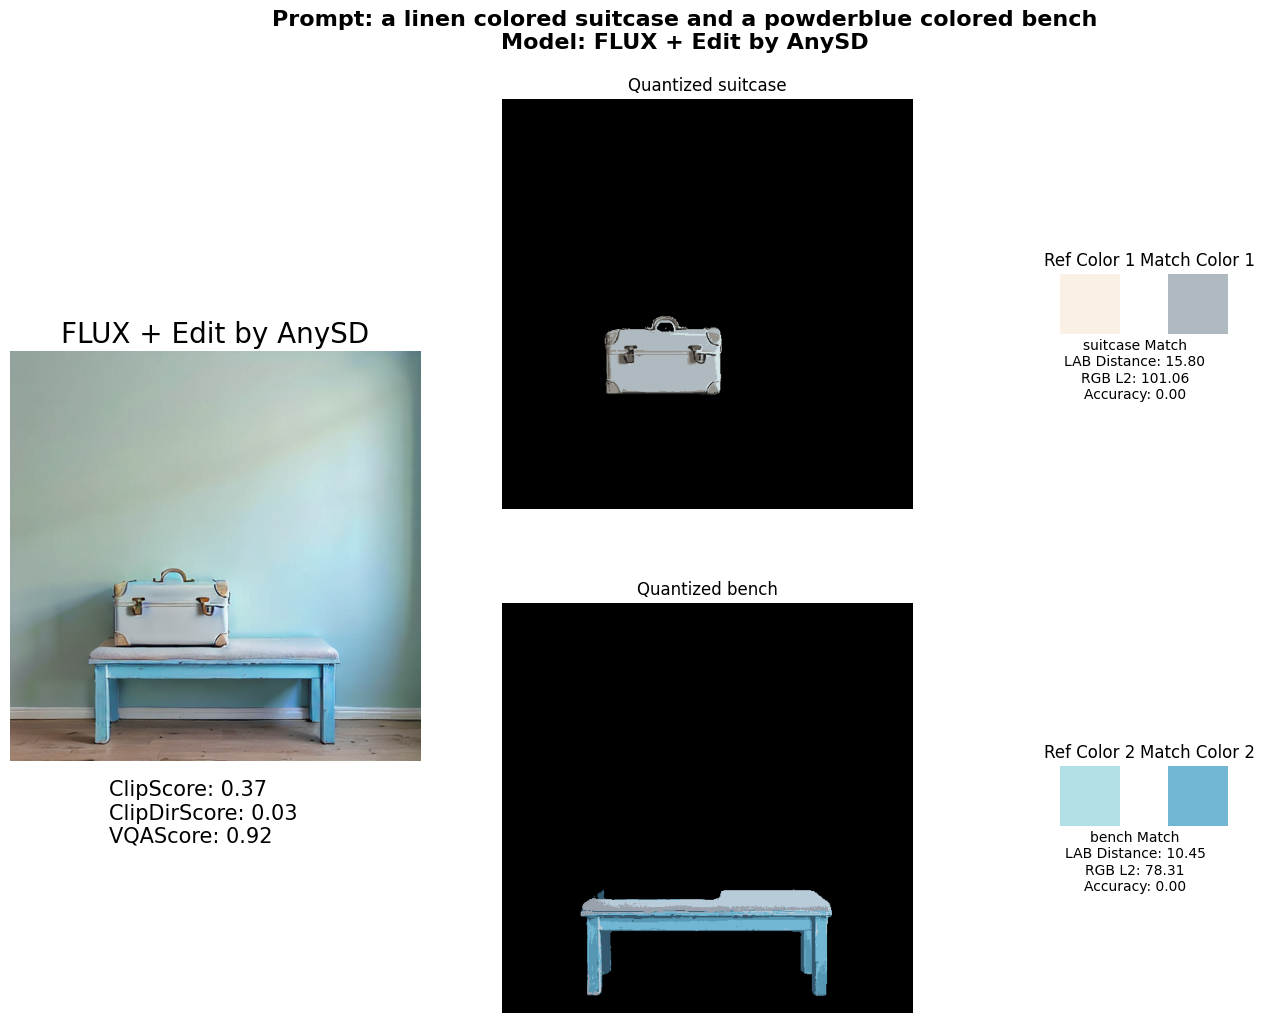 Prompt: a linen colored suitcase and a powderblue colored bench
Model: FLUX + Edit by AnySD
Quantized suitcase
Ref Color 1 Match Color 1
suitcase Match
LAB Distance: 15.80
RGB L2: 101.06
Accuracy: 0.00
FLUX + Edit by AnySD
ClipScore: 0.37
ClipDirScore: 0.03
VQAScore: 0.92
Quantized bench
Ref Color 2 Match Color 2
bench Match
LAB Distance: 10.45
RGB L2: 78.31
Accuracy: 0.00